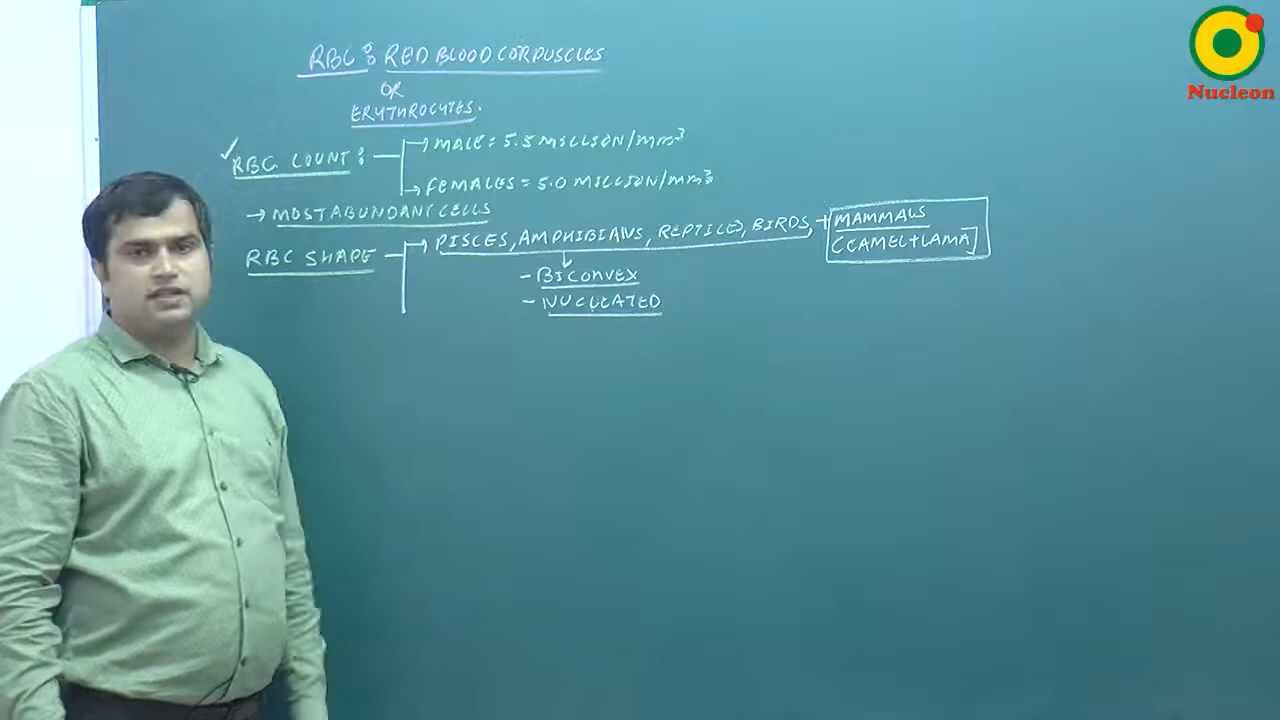 RBC: RED BLOOD CORPUSCLES
OR
ERYTHROCYTES.
✓ RBC COUNT: → MALE = 5.5 MILLION/mm³
→ FEMALES = 5.0 MILLION/mm³
→ MOST ABUNDANT CELLS
RBC SHAPE → PISCES, AMPHIBIANS, REPTILES, BIRDS, + MAMMALS
[CAMEL + LAMA]
- BICONVEX
- NUCLEATED
Nucleon